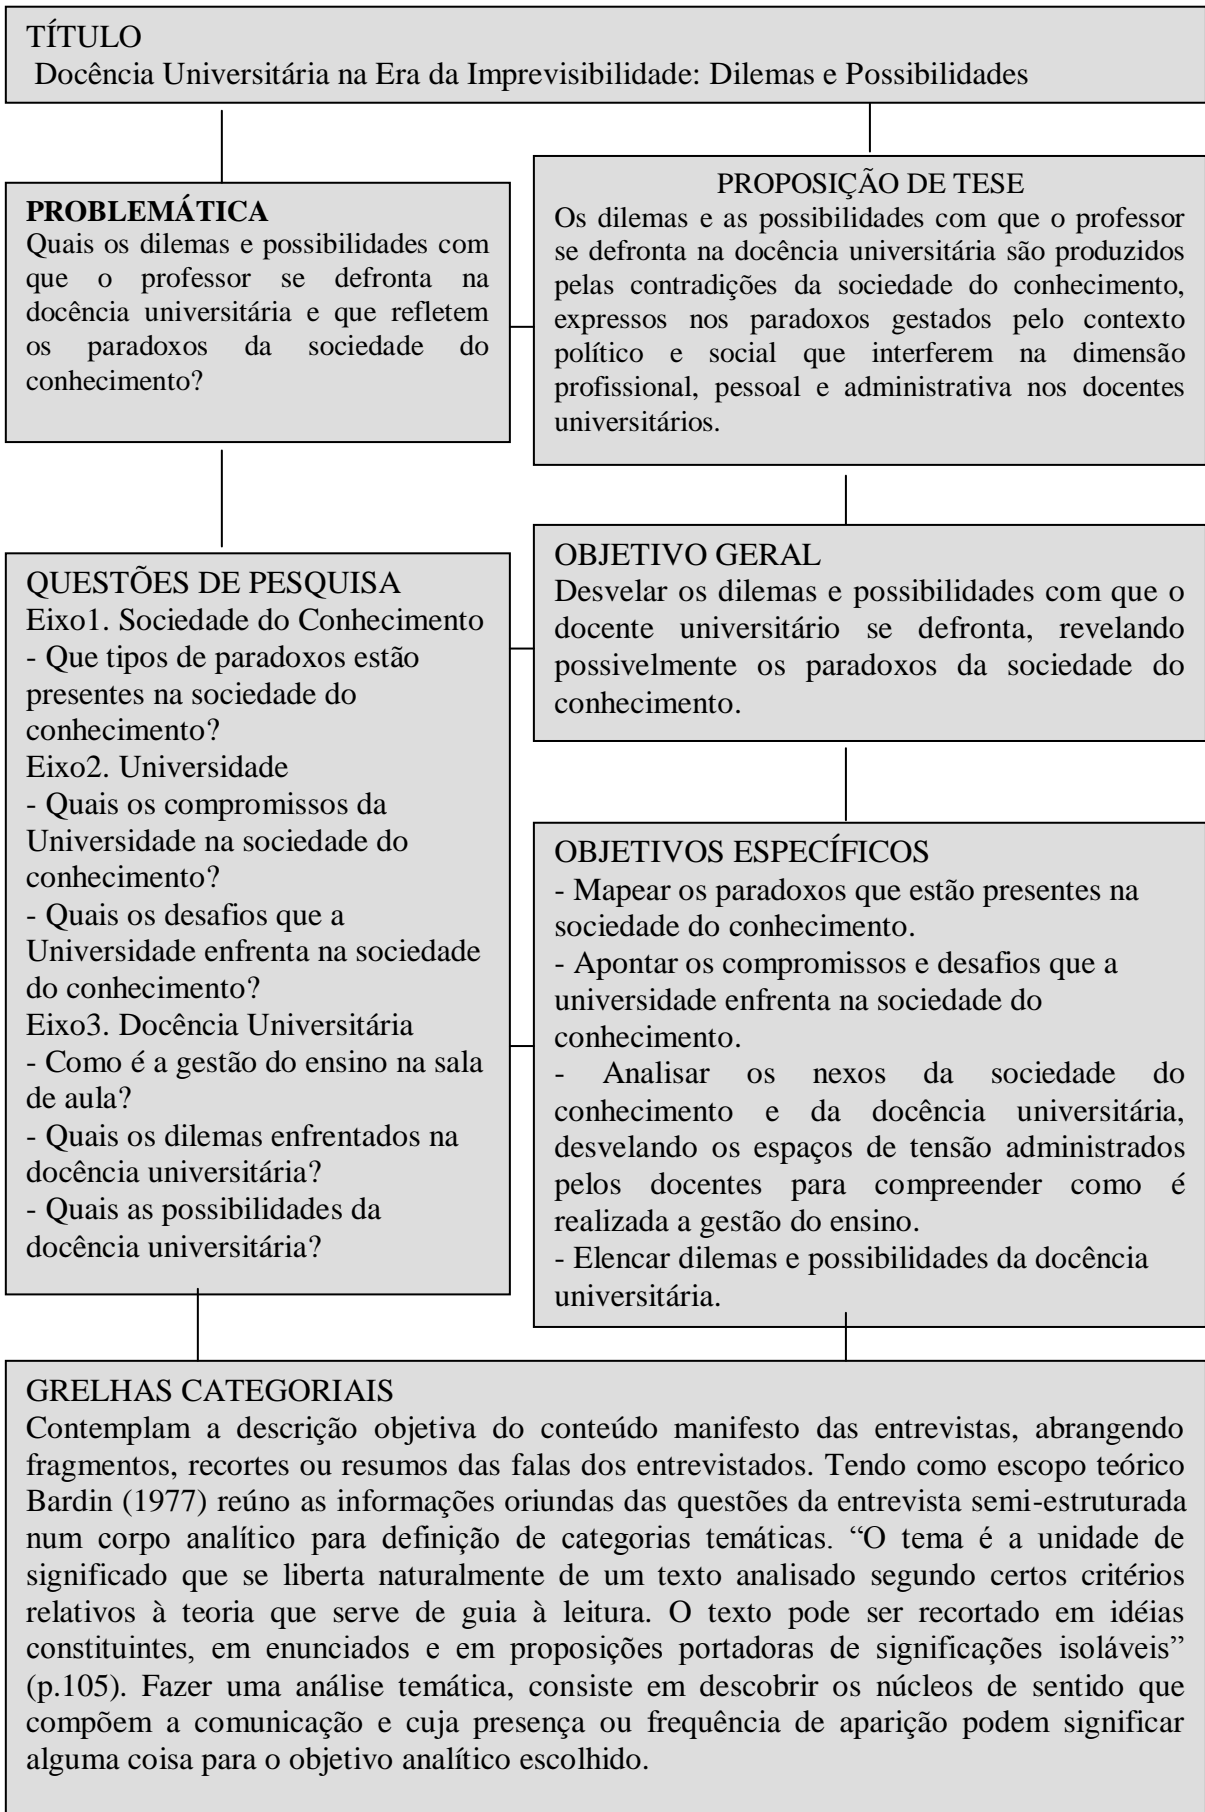 TÍTULO
Docência Universitária na Era da Imprevisibilidade: Dilemas e Possibilidades
PROBLEMÁTICA
Quais os dilemas e possibilidades com
que o professor se defronta na
docência universitária e que refletem
os paradoxos da sociedade do
conhecimento?
PROPOSIÇÃO DE TESE
Os dilemas e as possibilidades com que o professor
se defronta na docência universitária são produzidos
pelas contradições da sociedade do conhecimento,
expressos nos paradoxos gestados pelo contexto
político e social que interferem na dimensão
profissional, pessoal e administrativa nos docentes
universitários.
QUESTÕES DE PESQUISA
Eixo1. Sociedade do Conhecimento
- Que tipos de paradoxos estão
presentes na sociedade do
conhecimento?
Eixo2. Universidade
- Quais os compromissos da
Universidade na sociedade do
conhecimento?
- Quais os desafios que a
Universidade enfrenta na sociedade
do conhecimento?
Eixo3. Docência Universitária
- Como é a gestão do ensino na sala
de aula?
- Quais os dilemas enfrentados na
docência universitária?
- Quais as possibilidades da
docência universitária?
OBJETIVO GERAL
Desvelar os dilemas e possibilidades com que o
docente universitário se defronta, revelando
possivelmente os paradoxos da sociedade do
conhecimento.
OBJETIVOS ESPECÍFICOS
- Mapear os paradoxos que estão presentes na
sociedade do conhecimento.
- Apontar os compromissos e desafios que a
universidade enfrenta na sociedade do
conhecimento.
- Analisar os nexos da sociedade do
conhecimento e da docência universitária,
desvelando os espaços de tensão administrados
pelos docentes para compreender como é
realizada a gestão do ensino.
- Elencar dilemas e possibilidades da docência
universitária.
GRELHAS CATEGORIAIS
Contemplam a descrição objetiva do conteúdo manifesto das entrevistas, abrangendo
fragmentos, recortes ou resumos das falas dos entrevistados. Tendo como escopo teórico
Bardin (1977) reúno as informações oriundas das questões da entrevista semi-estruturada
num corpo analítico para definição de categorias temáticas. “O tema é a unidade de
significado que se liberta naturalmente de um texto analisado segundo certos critérios
relativos à teoria que serve de guia à leitura. O texto pode ser recortado em idéias
constituintes, em enunciados e em proposições portadoras de significações isoláveis”
(p.105). Fazer uma análise temática, consiste em descobrir os núcleos de sentido que
compõem a comunicação e cuja presença ou frequência de aparição podem significar
alguma coisa para o objetivo analítico escolhido.